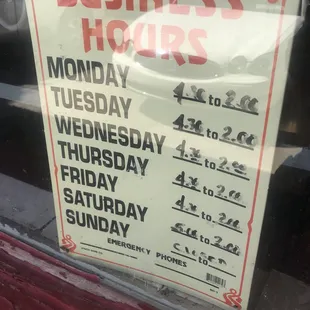 BUSINESS
HOURS
MONDAY 4:30 to 2:00
TUESDAY 4:30 to 2:00
WEDNESDAY 4:30 to 2:00
THURSDAY 4:30 to 2:00
FRIDAY 4:30 to 2:00
SATURDAY to 2:00
SUNDAY CLOSED
EMERGENCY PHONES